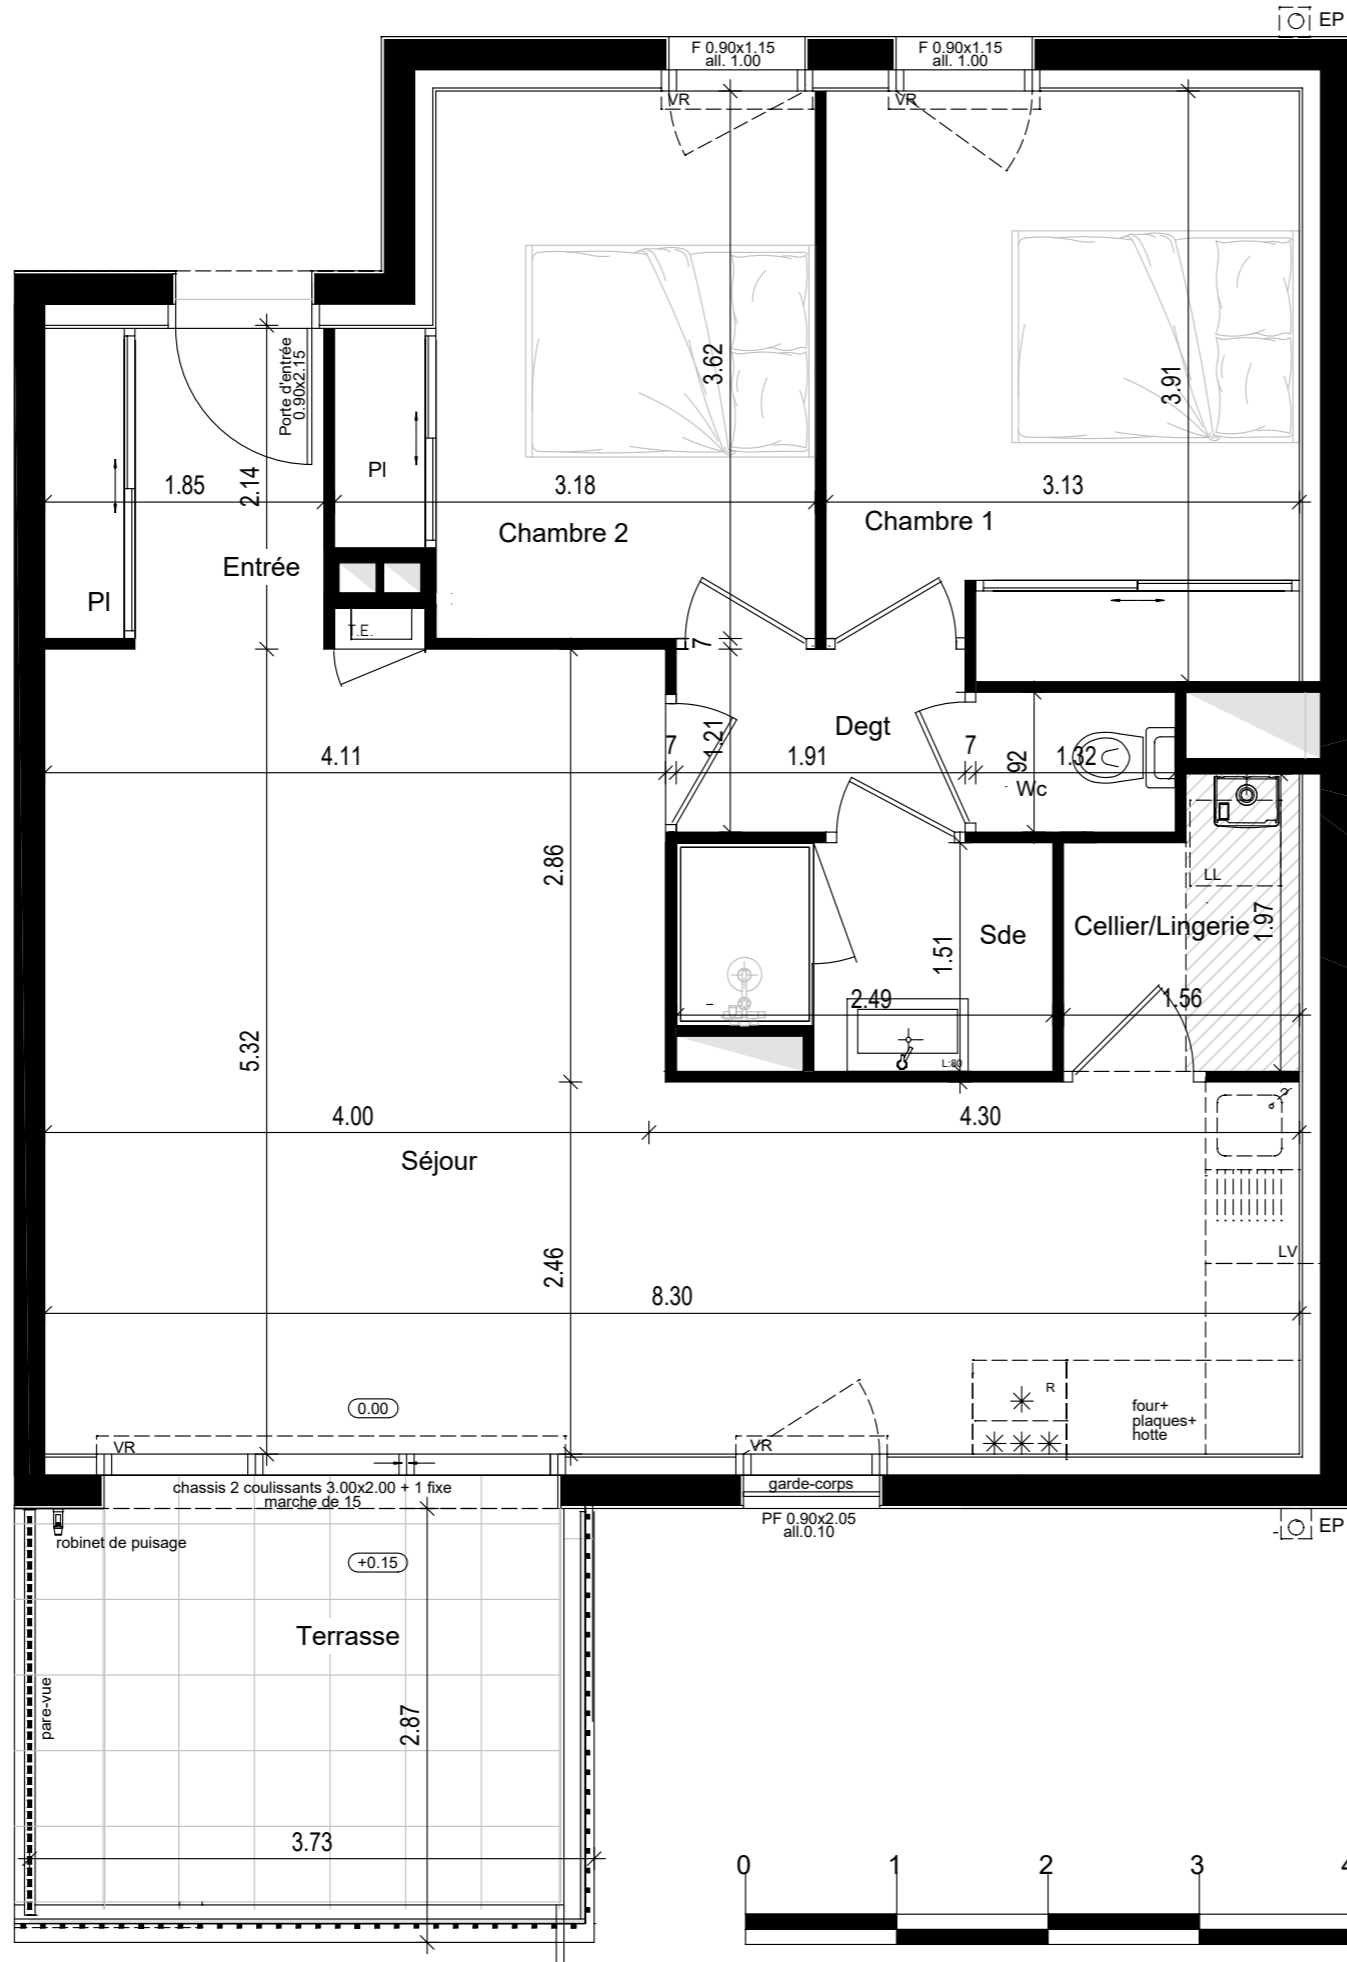 EP
F 0.90x1.15
all. 1.00
F 0.90x1.15
all. 1.00
VR
VR
Porte d'entrée
0.90x2.15
3.62
3.91
Pl
2.14
1.85
3.18
3.13
Chambre 2
Chambre 1
Entrée
Pl
T.E.
7
Degt
1.21
4.11
7
1.91
7
92
1.32
Wc
2.86
LL
1.97
Sde
Cellier/Lingerie
1.51
2.49
1.56
5.32
L:80
4.00
4.30
Séjour
2.46
LV
8.30
0.00
R
four+
plaques+
hotte
VR
VR
chassis 2 coulissants 3.00x2.00 + 1 fixe
marche de 15
garde-corps
PF 0.90x2.05
all.0.10
EP
robinet de puisage
+0.15
Terrasse
pare-vue
2.87
3.73
0 1 2 3 4